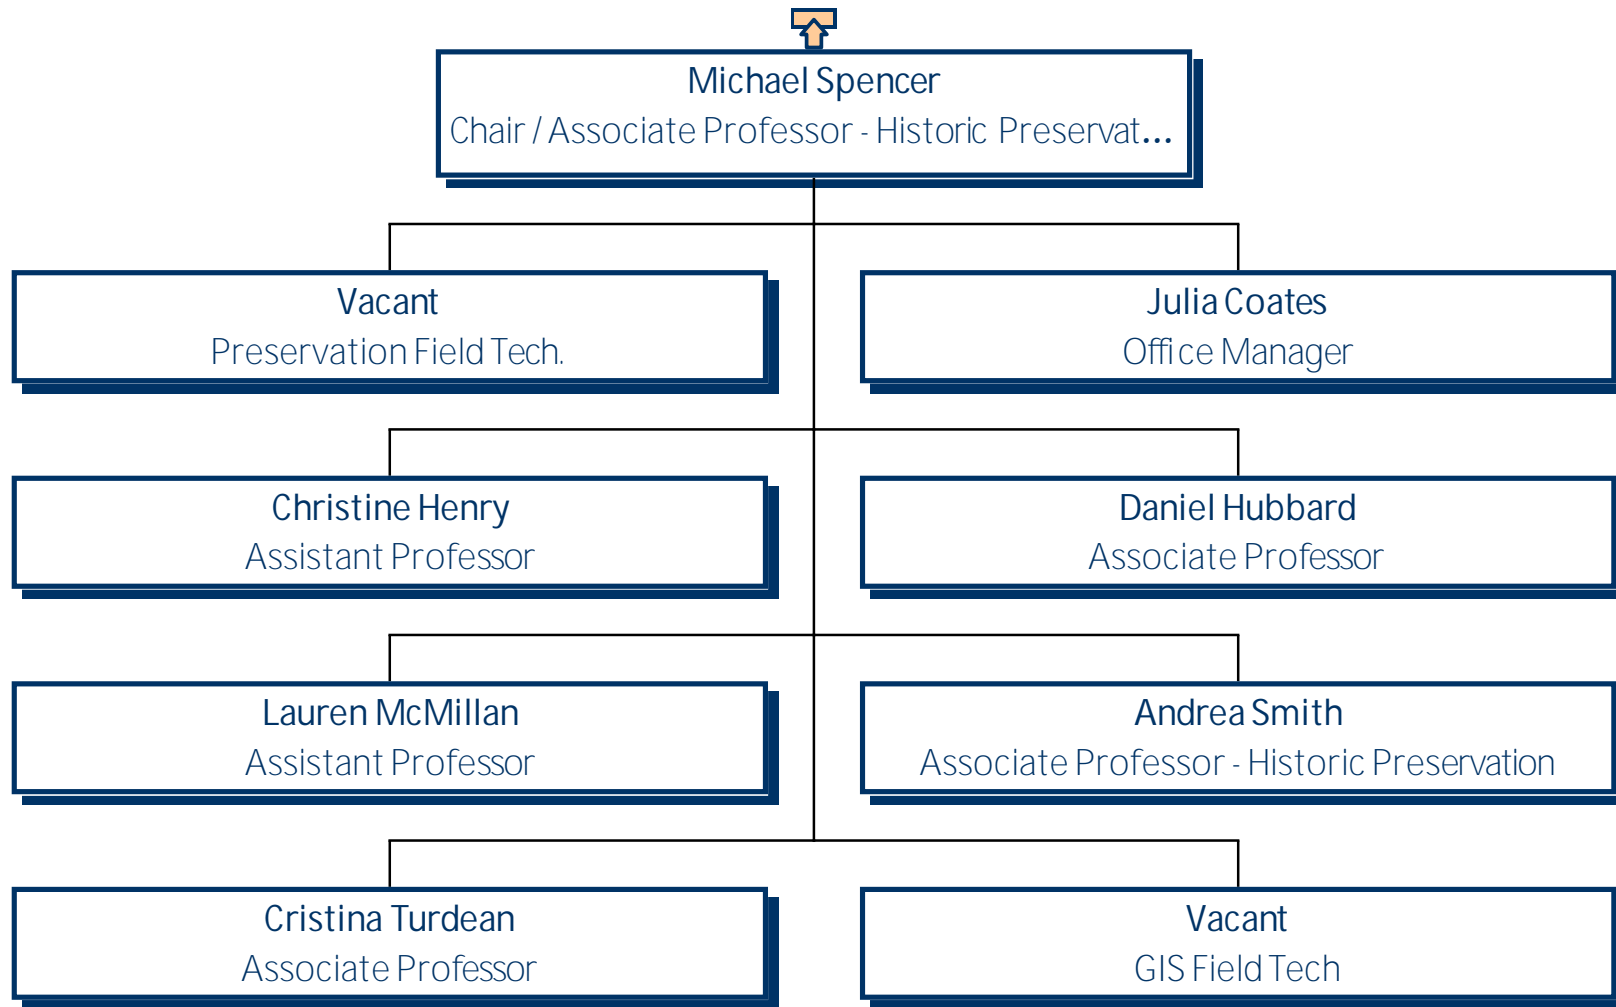 Michael Spencer
Chair / Associate Professor - Historic Preservat...
Vacant
Preservation Field Tech.
Julia Coates
Office Manager
Christine Henry
Assistant Professor
Daniel Hubbard
Associate Professor
Lauren McMillan
Assistant Professor
Andrea Smith
Associate Professor - Historic Preservation
Cristina Turdean
Associate Professor
Vacant
GIS Field Tech